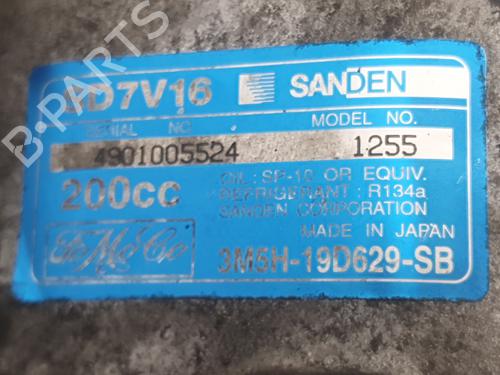 D7V16 SANDEN
SERIAL NO. MODEL NO.
4901005524 1255
200cc OIL : SP-10 OR EQUIV.
REFRIGERANT : R134a
SANDEN CORPORATION
MADE IN JAPAN
FoMoCo 3M5H-19D629-SB
B-PARTS